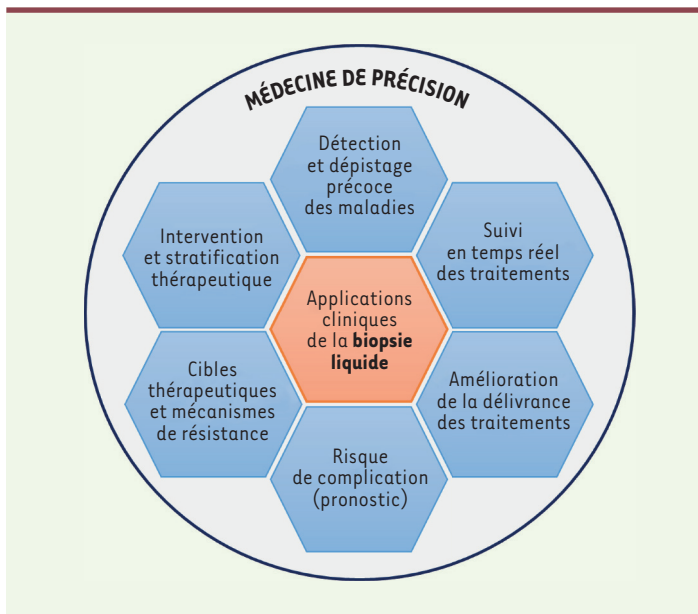 MÉDECINE DE PRÉCISION
Détection
et dépistage
précoce
des maladies
Intervention
et stratification
thérapeutique
Suivi
en temps réel
des traitements
Applications
cliniques
de la biopsie
liquide
Cibles
thérapeutiques
et mécanismes
de résistance
Amélioration
de la délivrance
des traitements
Risque
de complication
(pronostic)